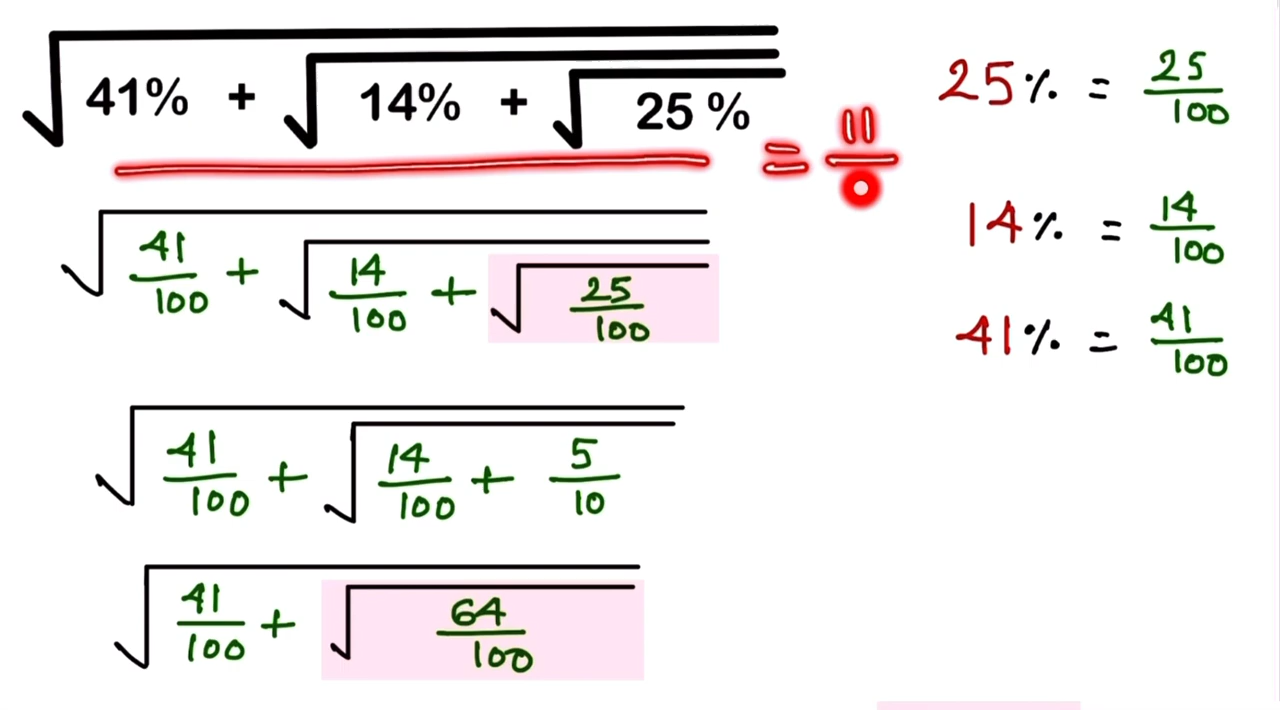 √(41% + √(14% + √(25 %))) = 11/
25% = 25/100
14% = 14/100
41% = 41/100
√(41/100 + √(14/100 + √(25/100)))
√(41/100 + √(14/100 + 5/10))
√(41/100 + √(64/100))